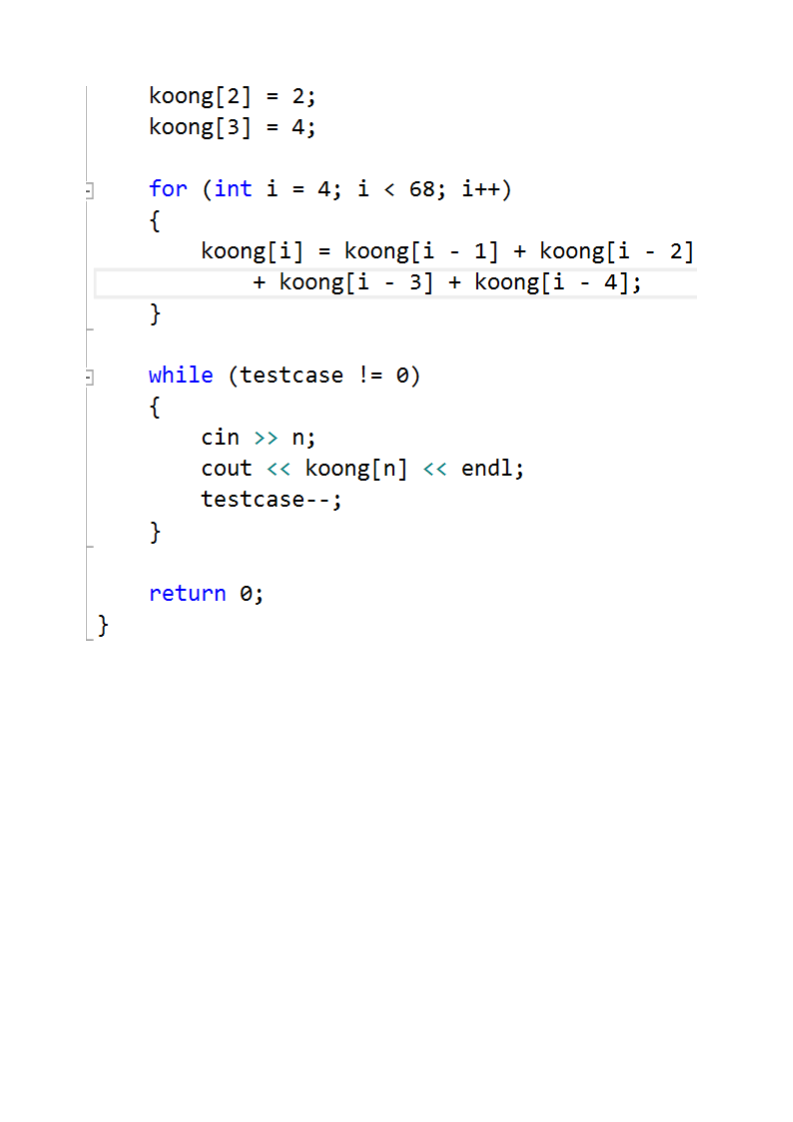 koong[2] = 2;
koong[3] = 4;
for (int i = 4; i < 68; i++)
{
koong[i] = koong[i - 1] + koong[i - 2]
+ koong[i - 3] + koong[i - 4];
}
while (testcase != 0)
{
cin >> n;
cout << koong[n] << endl;
testcase--;
}
return 0;
}